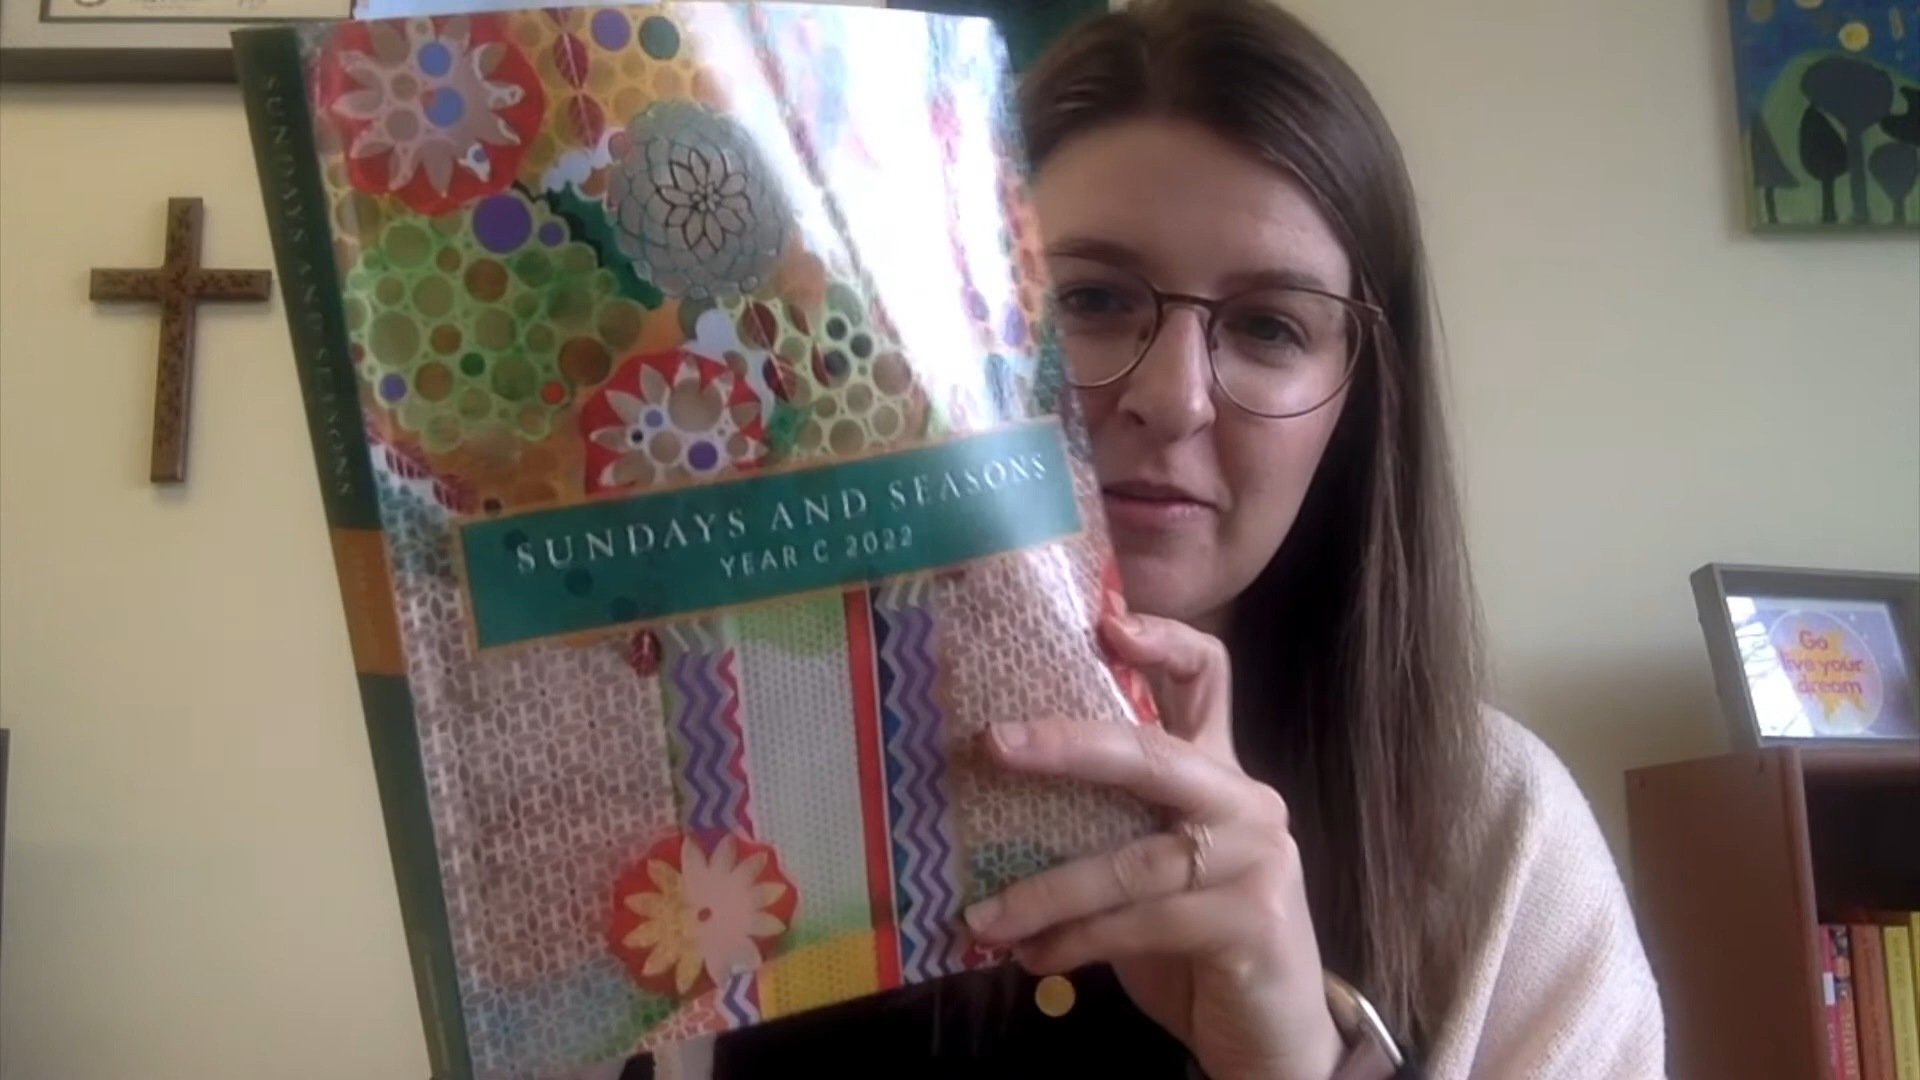 SUNDAYS AND SEASONS
SUNDAYS AND SEASONS
YEAR C 2022
Go
live your
dream